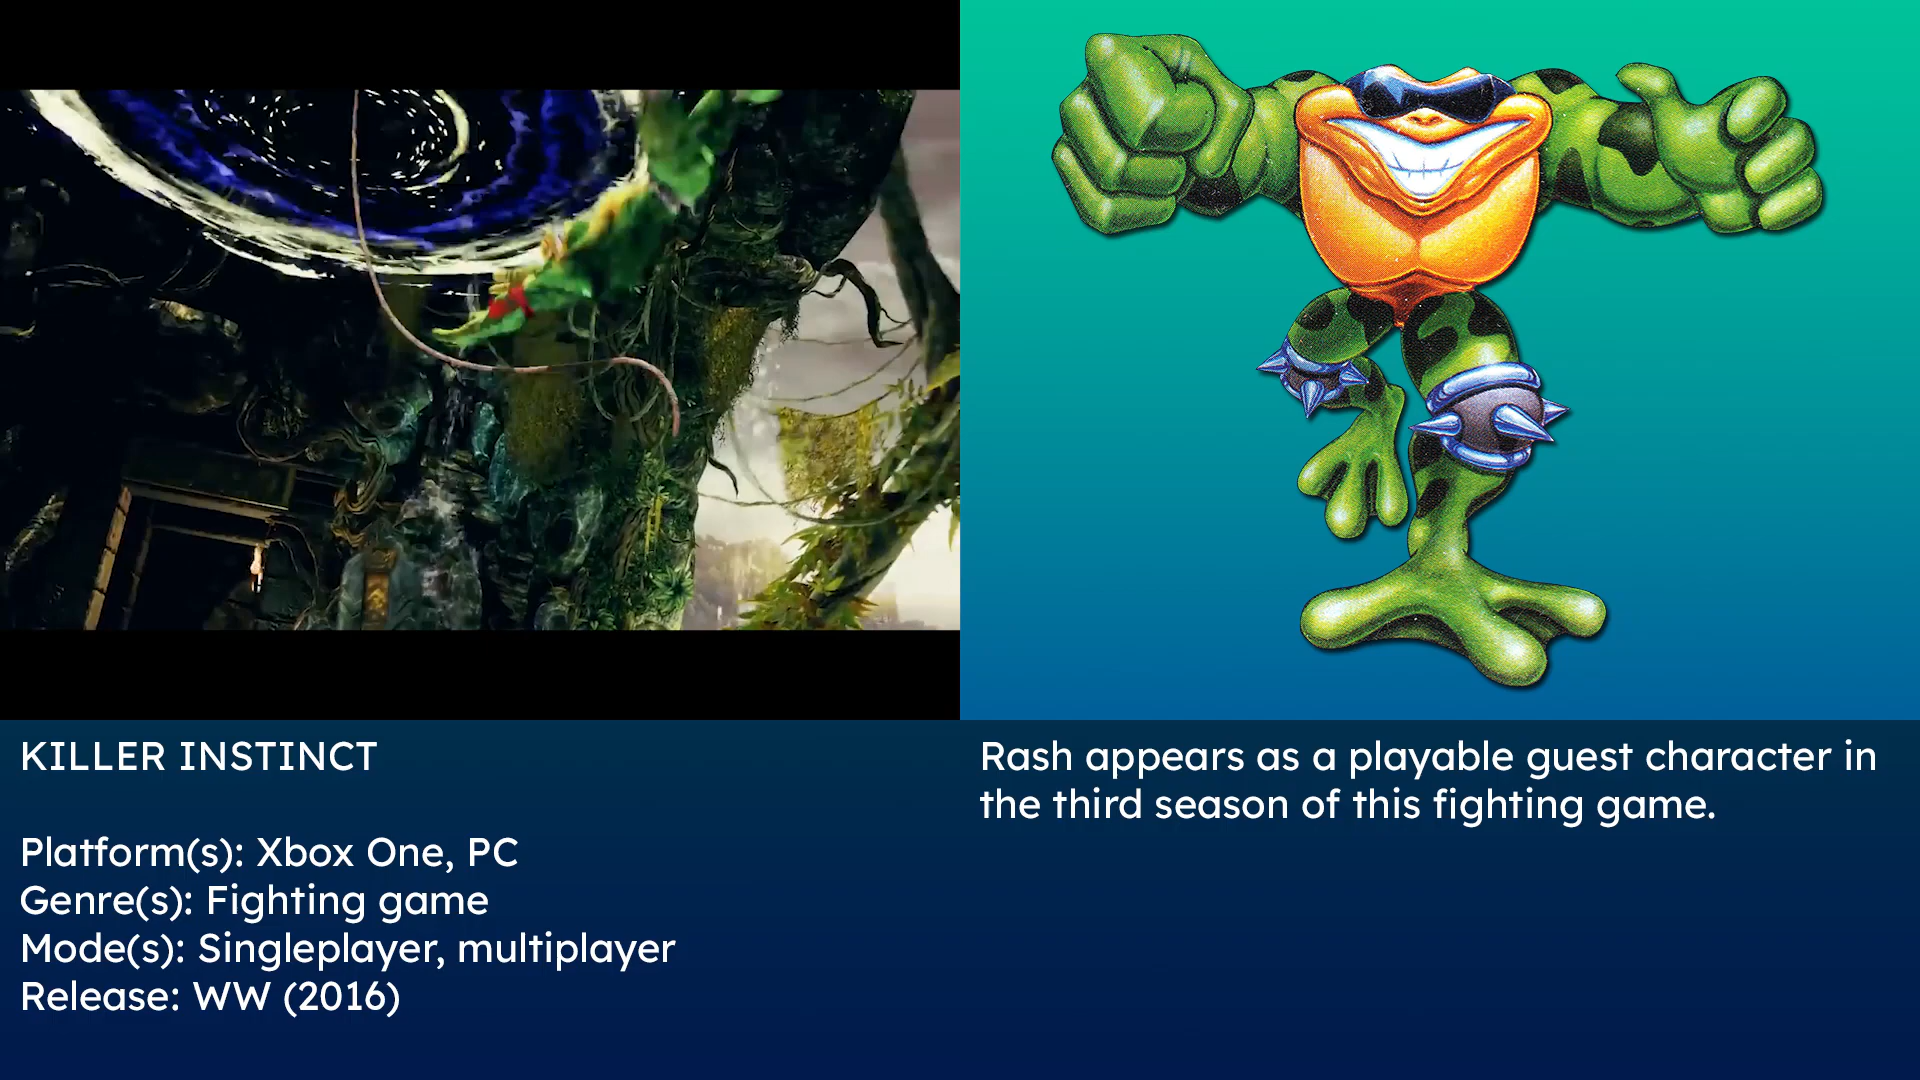 KILLER INSTINCT
Platform(s): Xbox One, PC
Genre(s): Fighting game
Mode(s): Singleplayer, multiplayer
Release: WW (2016)
Rash appears as a playable guest character in
the third season of this fighting game.